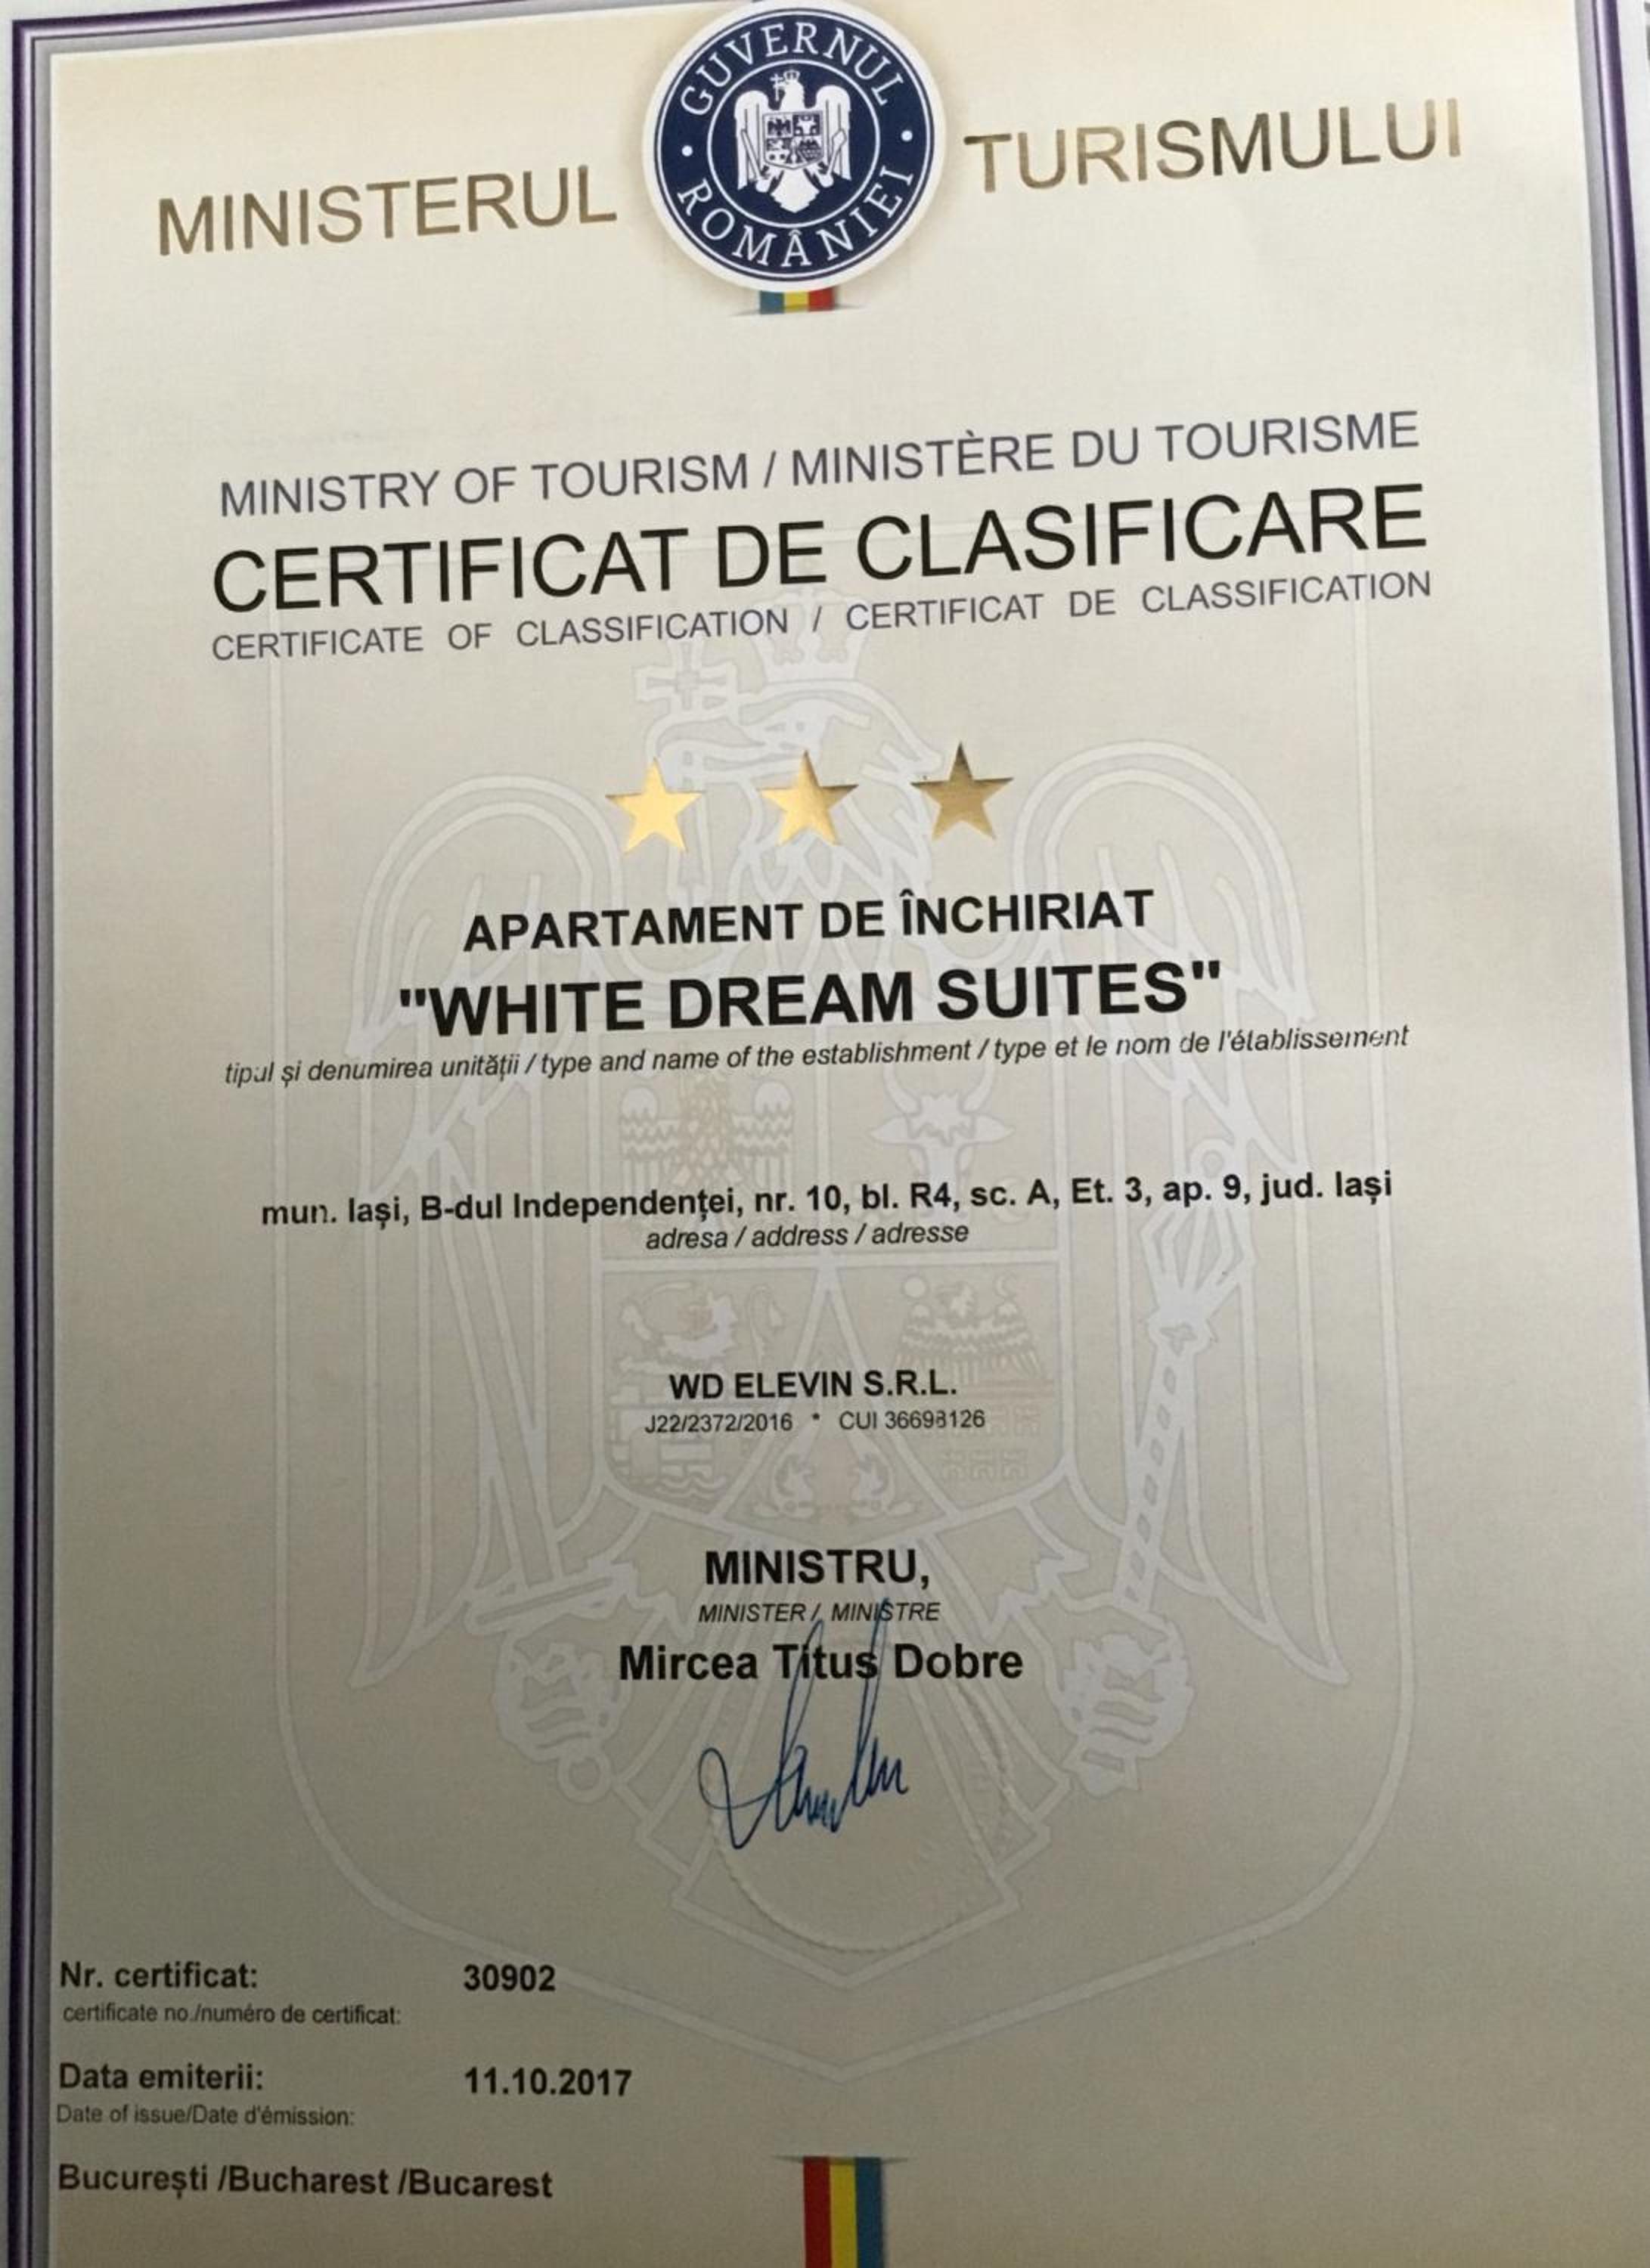 GUVERNUL ROMÂNIEI
MINISTERUL TURISMULUI
MINISTRY OF TOURISM / MINISTÈRE DU TOURISME
CERTIFICAT DE CLASIFICARE
CERTIFICATE OF CLASSIFICATION / CERTIFICAT DE CLASSIFICATION
APARTAMENT DE ÎNCHIRIAT
"WHITE DREAM SUITES"
tipul și denumirea unității / type and name of the establishment / type et le nom de l'établissement
mun. Iași, B-dul Independenței, nr. 10, bl. R4, sc. A, Et. 3, ap. 9, jud. Iași
adresa / address / adresse
WD ELEVIN S.R.L.
J22/2372/2016 * CUI 36698126
MINISTRU,
MINISTER / MINISTRE
Mircea Titus Dobre
Nr. certificat: 30902
certificate no./numéro de certificat:
Data emiterii: 11.10.2017
Date of issue/Date d'émission:
București /Bucharest /Bucarest